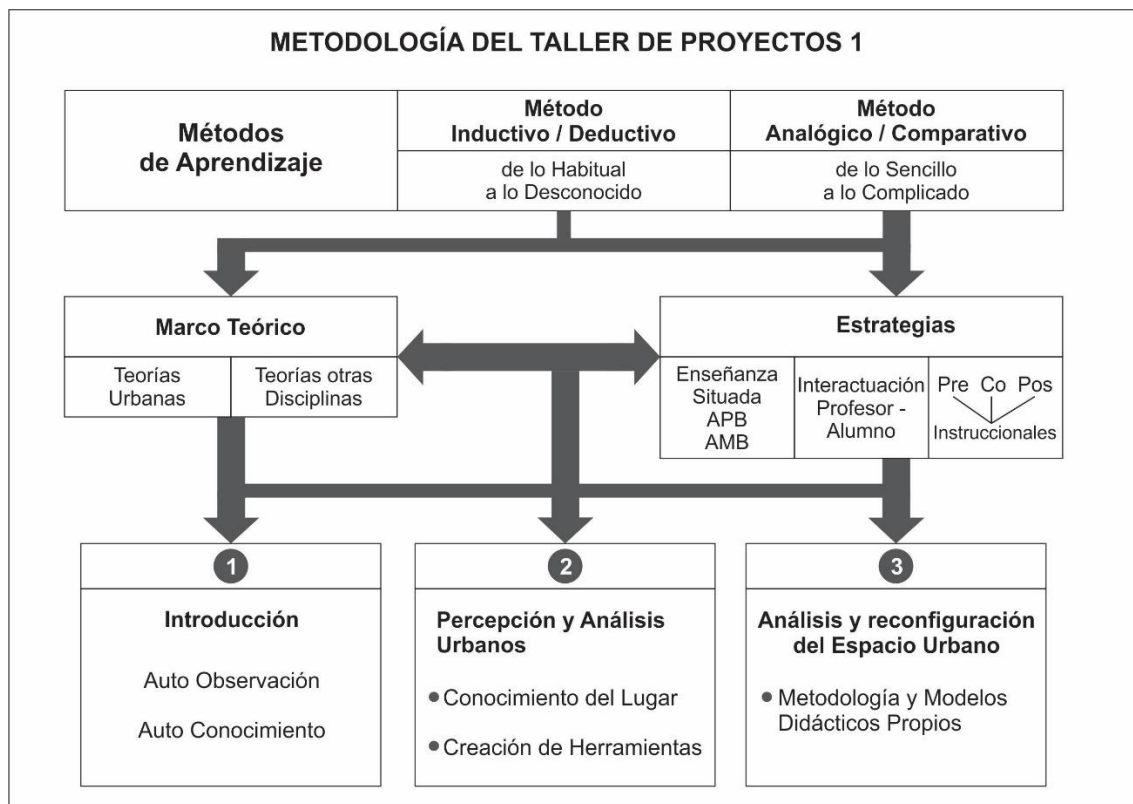 METODOLOGÍA DEL TALLER DE PROYECTOS 1
Métodos
de Aprendizaje
Método
Inductivo / Deductivo
de lo Habitual
a lo Desconocido
Método
Analógico / Comparativo
de lo Sencillo
a lo Complicado
Marco Teórico
Teorías
Urbanas
Teorías otras
Disciplinas
Estrategias
Enseñanza
Situada
APB
AMB
Interactuación
Profesor -
Alumno
Pre Co Pos
Instruccionales
1
Introducción
Auto Observación
Auto Conocimiento
2
Percepción y Análisis
Urbanos
Conocimiento del Lugar
Creación de Herramientas
3
Análisis y reconfiguración
del Espacio Urbano
Metodología y Modelos
Didácticos Propios